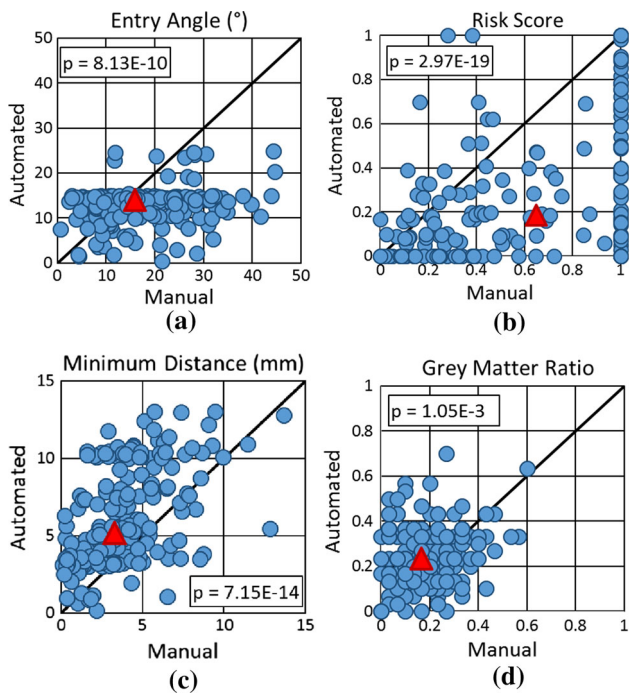 Entry Angle (°)
50
40
30
20
10
0
p = 8.13E-10
Automated
0 10 20 30 40 50
Manual
(a)
Risk Score
1
0.8
0.6
0.4
0.2
0
p = 2.97E-19
Automated
0 0.2 0.4 0.6 0.8 1
Manual
(b)
Minimum Distance (mm)
15
10
5
0
p = 7.15E-14
Automated
0 5 10 15
Manual
(c)
Grey Matter Ratio
1
0.8
0.6
0.4
0.2
0
p = 1.05E-3
Automated
0 0.2 0.4 0.6 0.8 1
Manual
(d)